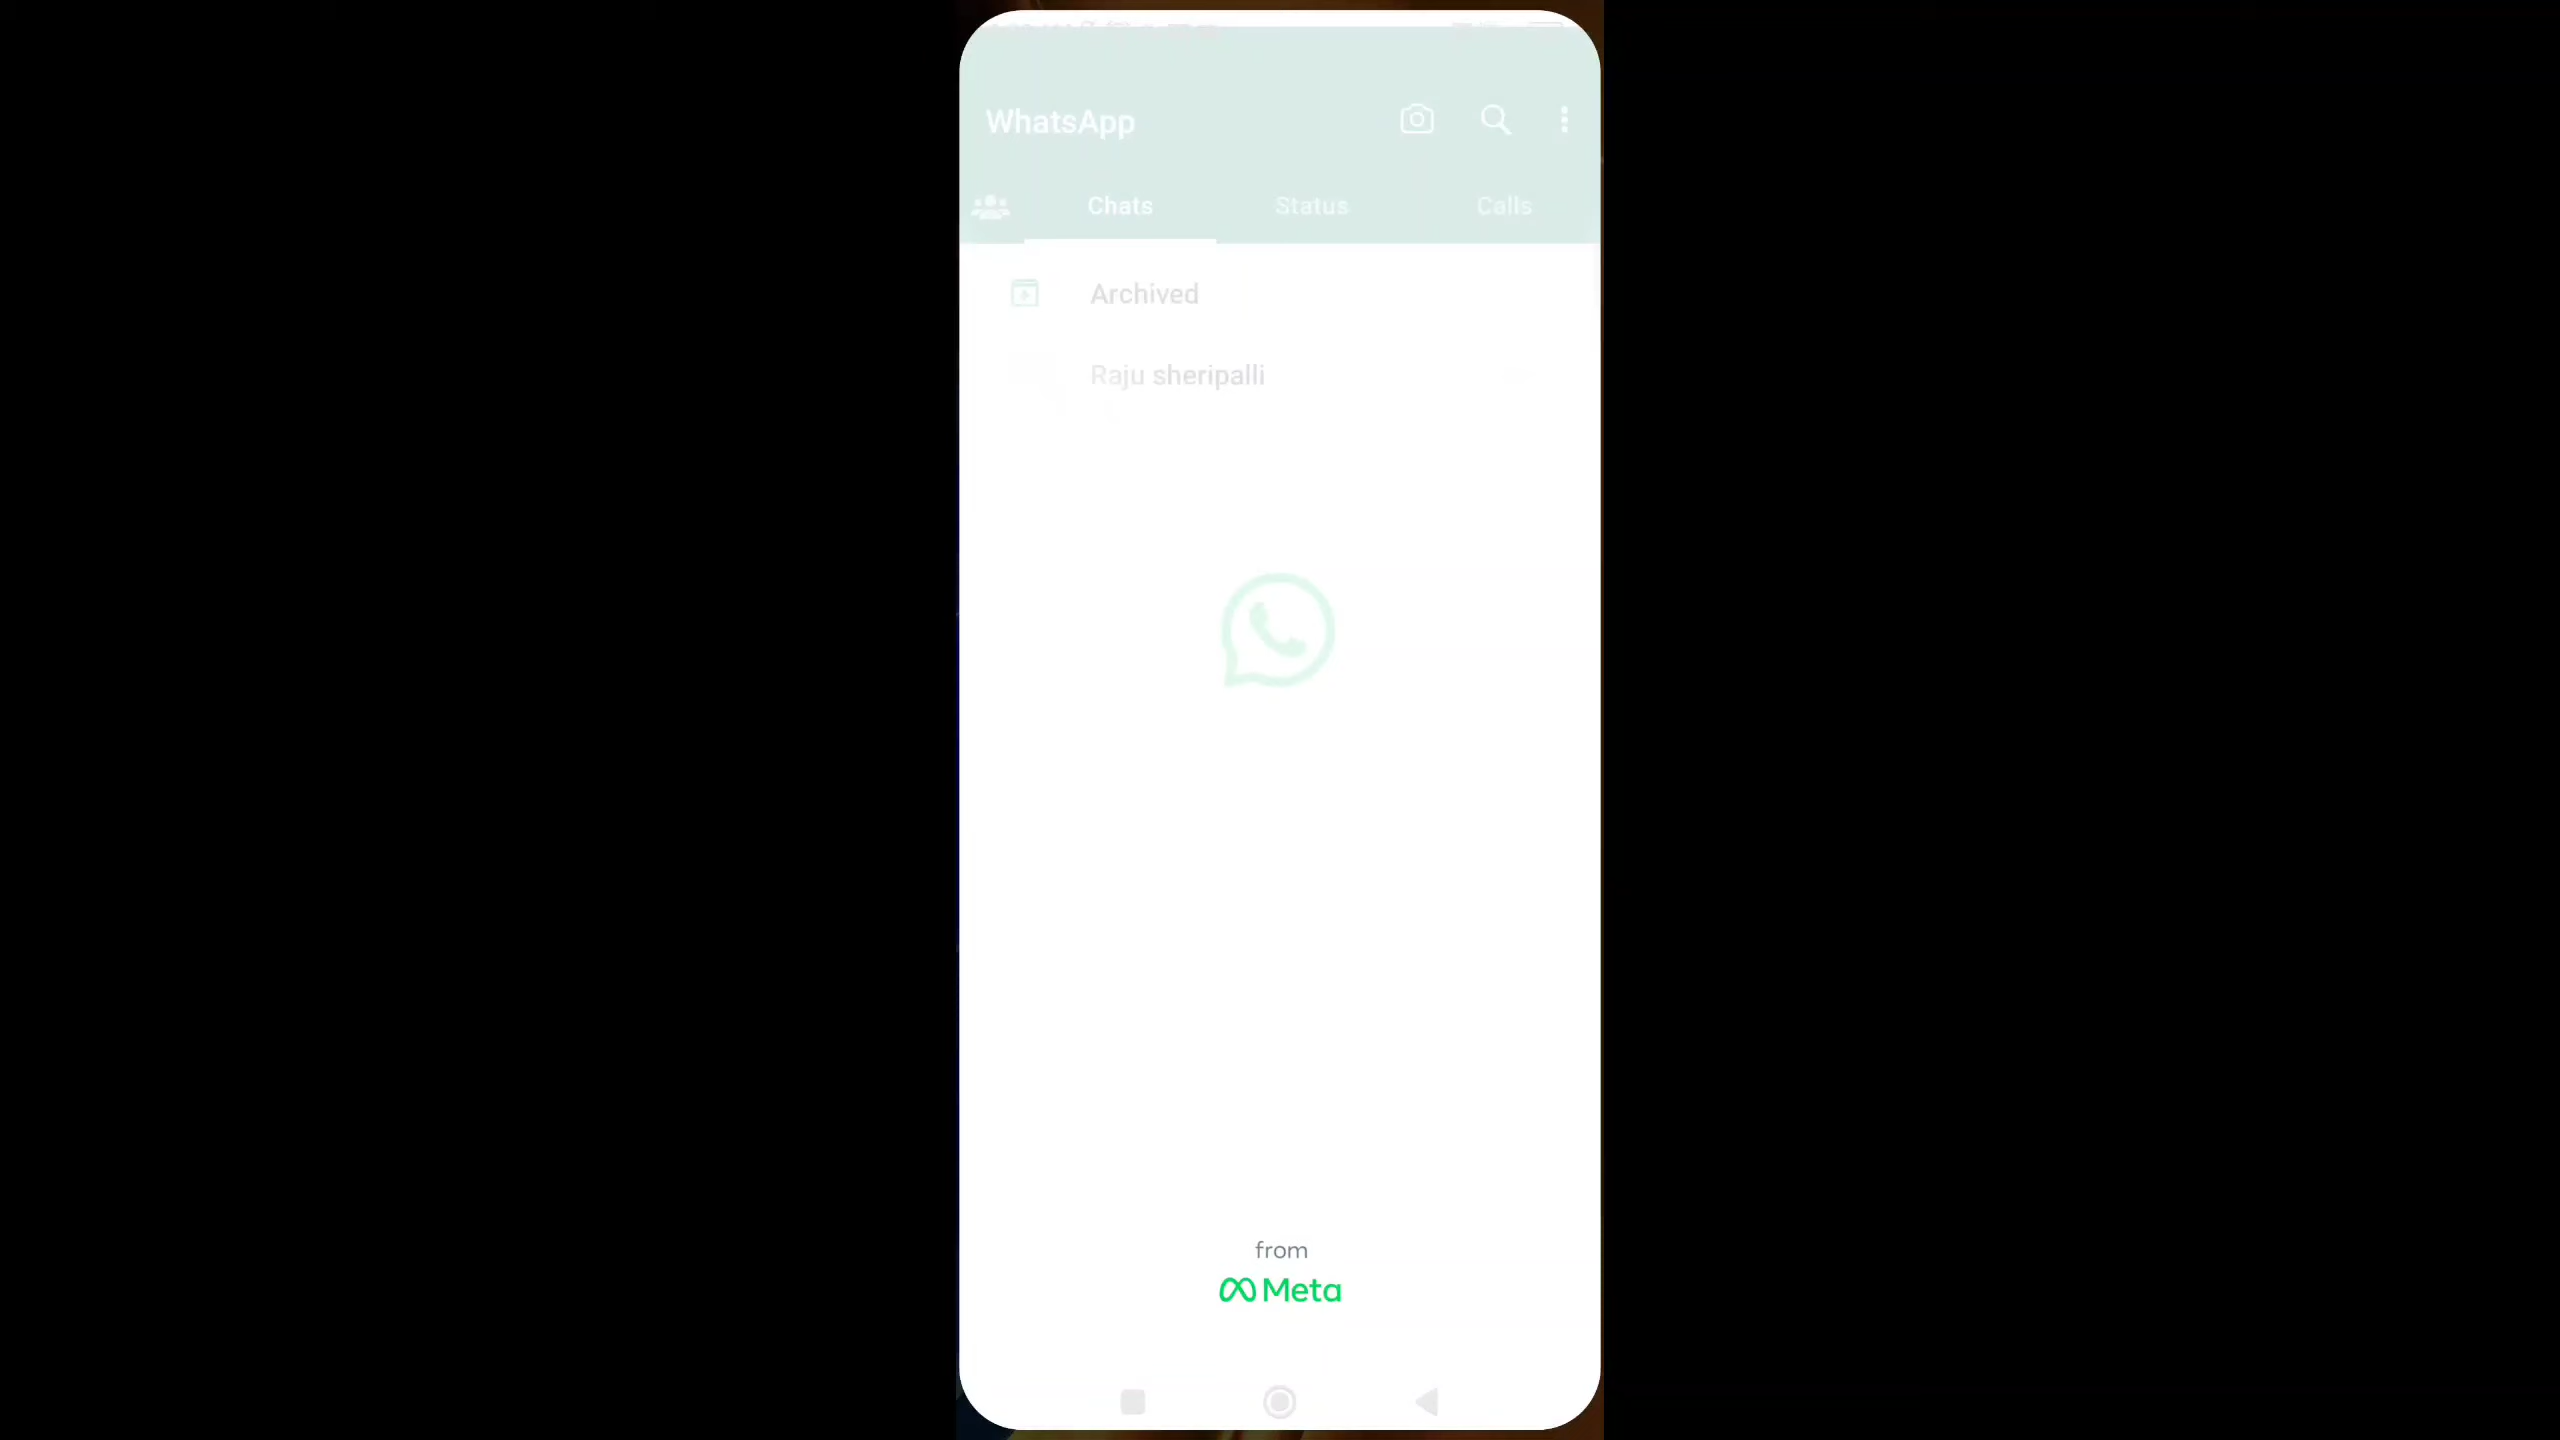 WhatsApp
Chats Status Calls
Archived
Raju sheripalli
from
Meta